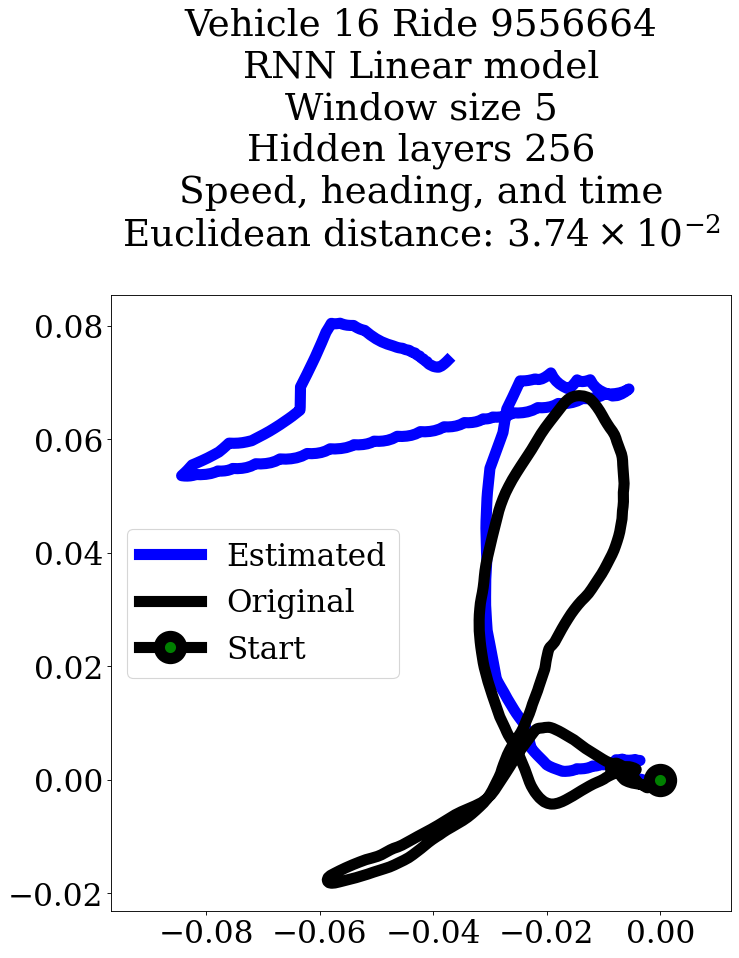 Vehicle 16 Ride 9556664
RNN Linear model
Window size 5
Hidden layers 256
Speed, heading, and time
Euclidean distance: 3.74 × 10⁻²
0.08
0.06
0.04
0.02
0.00
−0.02
Estimated
Original
Start
−0.08 −0.06 −0.04 −0.02 0.00